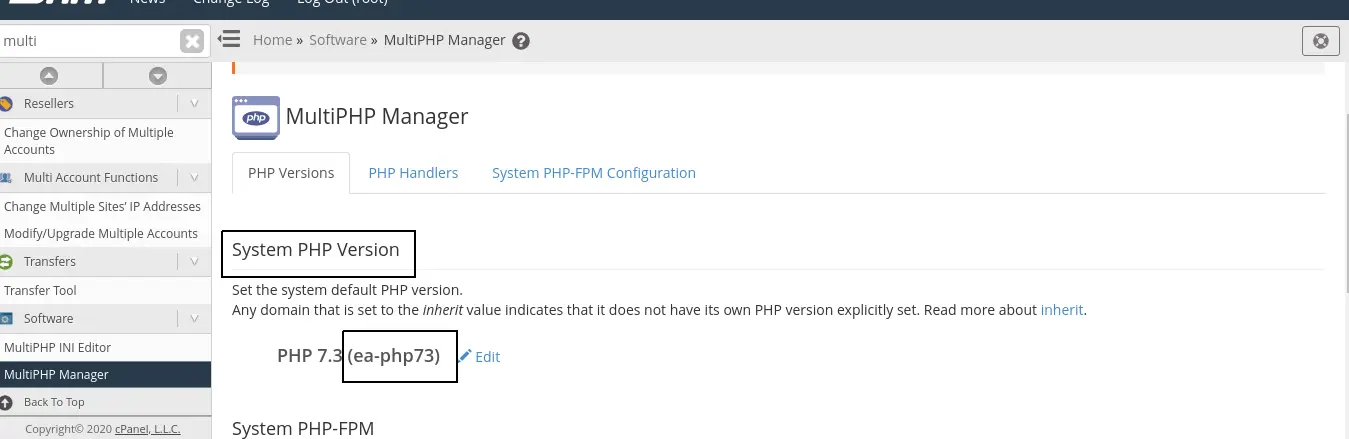 News Change Log Log Out (root)
multi
Home » Software » MultiPHP Manager ?
Resellers
Change Ownership of Multiple
Accounts
Multi Account Functions
Change Multiple Sites' IP Addresses
Modify/Upgrade Multiple Accounts
Transfers
Transfer Tool
Software
MultiPHP INI Editor
MultiPHP Manager
Back To Top
Copyright© 2020 cPanel, L.L.C.
php MultiPHP Manager
PHP Versions PHP Handlers System PHP-FPM Configuration
System PHP Version
Set the system default PHP version.
Any domain that is set to the inherit value indicates that it does not have its own PHP version explicitly set. Read more about inherit.
PHP 7.3 (ea-php73) Edit
System PHP-FPM